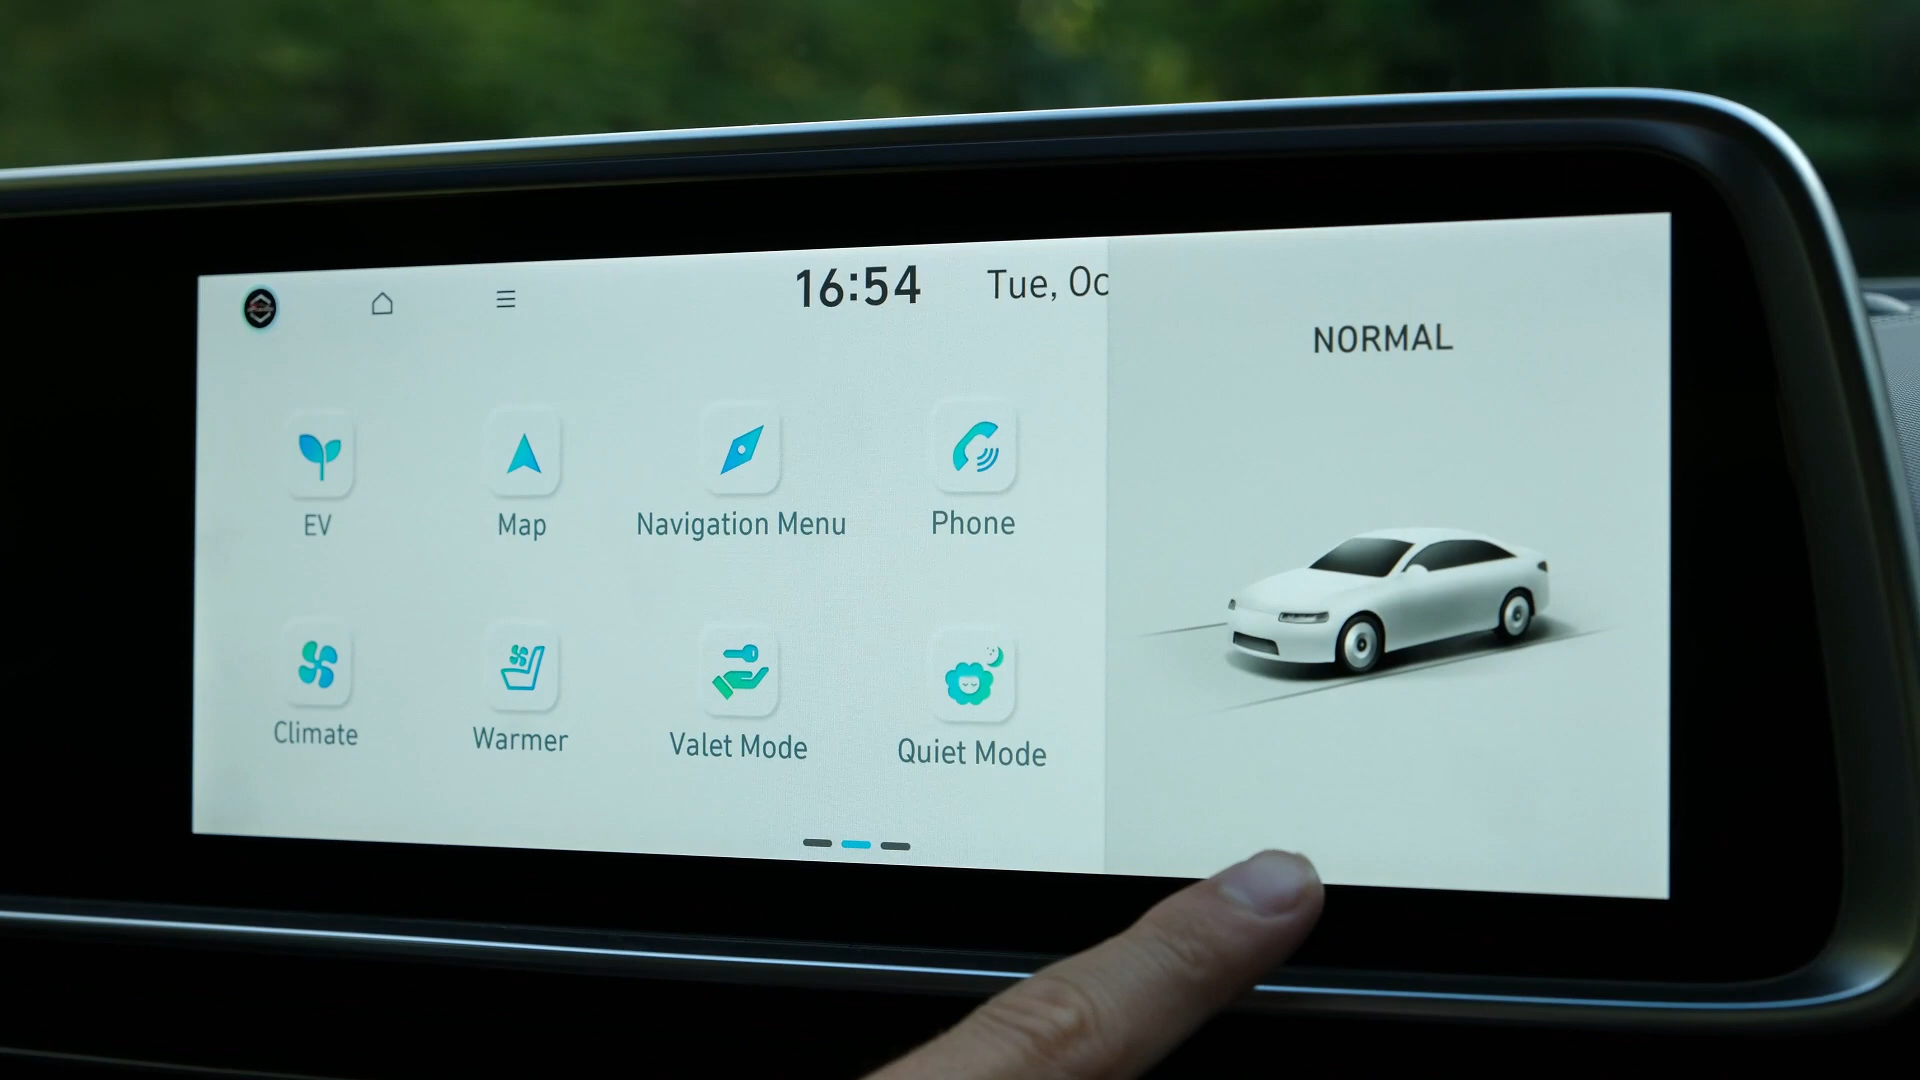 16:54 Tue, Oc
NORMAL
EV Map Navigation Menu Phone
Climate Warmer Valet Mode Quiet Mode